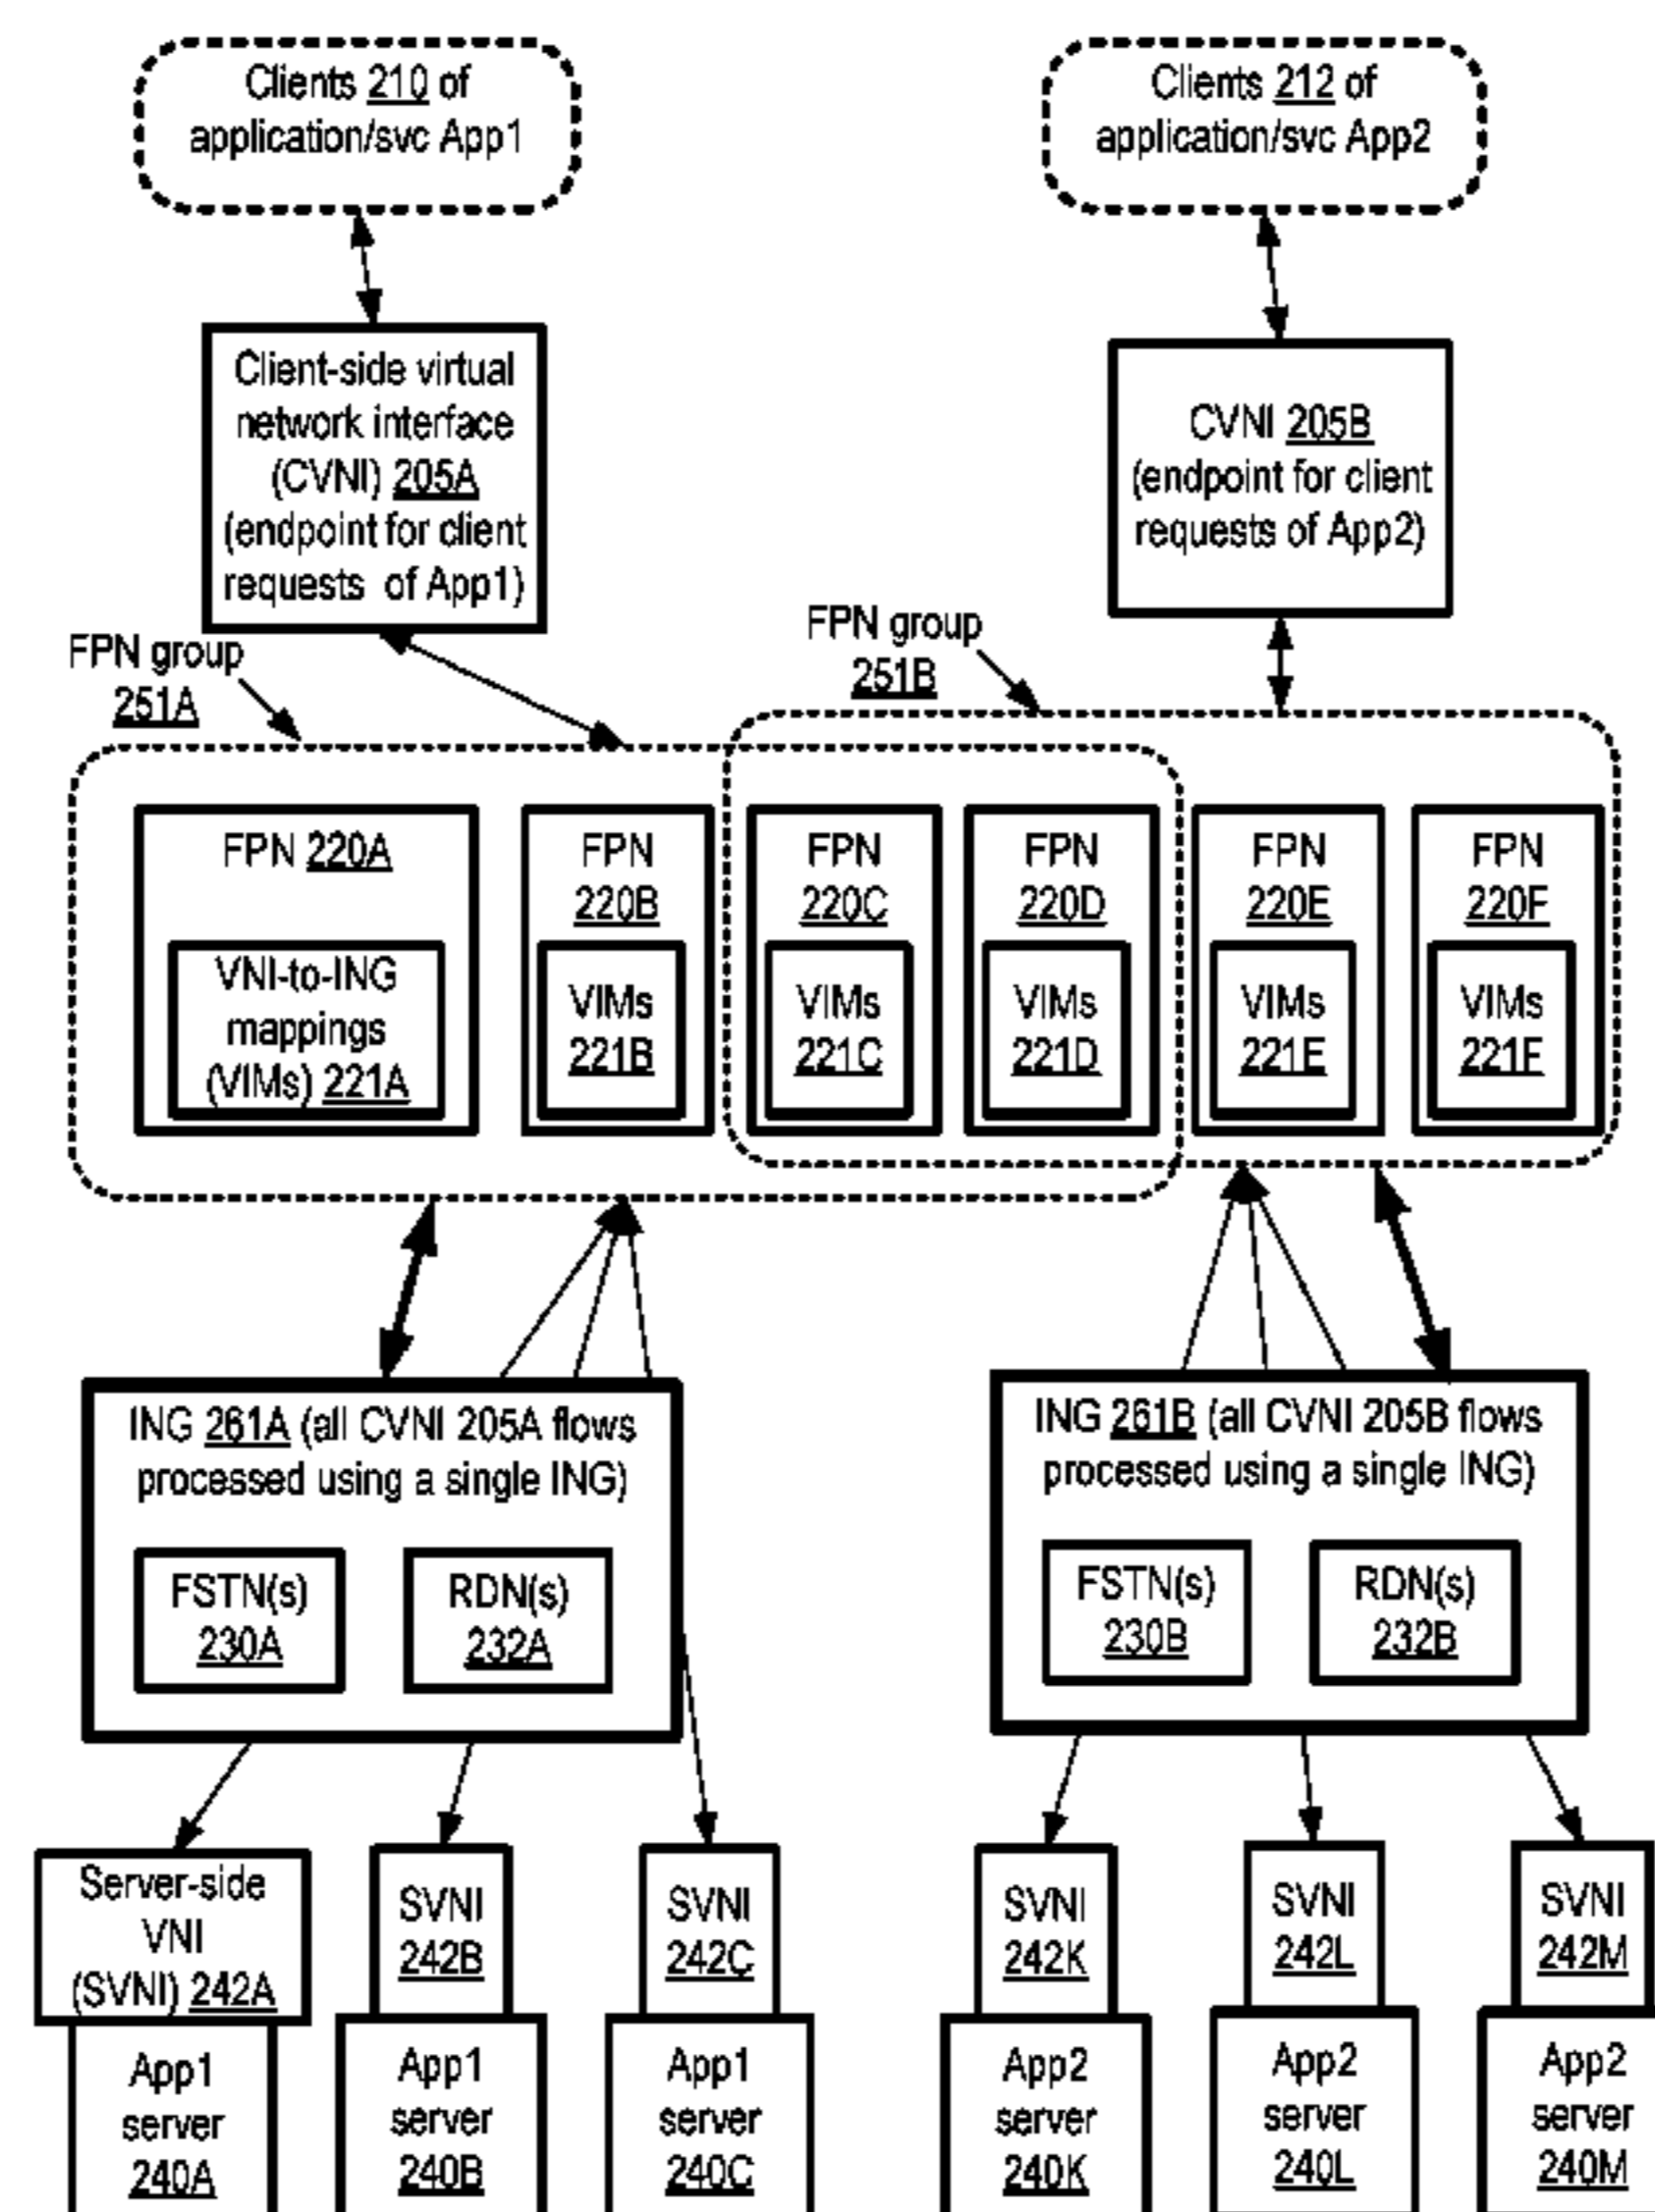 Clients 210 of
application/svc App1
Clients 212 of
application/svc App2
Client-side virtual
network interface
(CVNI) 205A
(endpoint for client
requests of App1)
CVNI 205B
(endpoint for client
requests of App2)
FPN group
251A
FPN group
251B
FPN 220A
VNI-to-ING
mappings
(VIMs) 221A
FPN
220B
VIMs
221B
FPN
220C
VIMs
221C
FPN
220D
VIMs
221D
FPN
220E
VIMs
221E
FPN
220F
VIMs
221F
ING 261A (all CVNI 205A flows
processed using a single ING)
FSTN(s)
230A
RDN(s)
232A
ING 261B (all CVNI 205B flows
processed using a single ING)
FSTN(s)
230B
RDN(s)
232B
Server-side
VNI
(SVNI) 242A
App1
server
240A
SVNI
242B
App1
server
240B
SVNI
242C
App1
server
240C
SVNI
242K
App2
server
240K
SVNI
242L
App2
server
240L
SVNI
242M
App2
server
240M